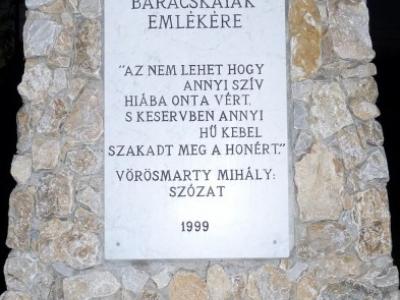 BARACSKAIAK
EMLÉKÉRE
"AZ NEM LEHET HOGY
ANNYI SZÍV
HIÁBA ONTA VÉRT,
S KESERVBEN ANNYI
HŰ KEBEL
SZAKADT MEG A HONÉRT."
VÖRÖSMARTY MIHÁLY:
SZÓZAT
1999